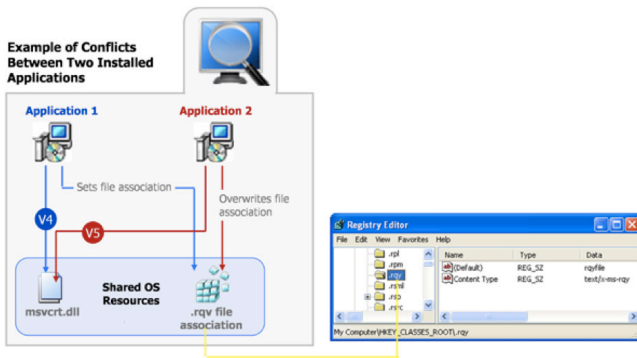 Example of Conflicts
Between Two Installed
Applications
Application 1
Application 2
Sets file association
Overwrites file
association
V4
V5
Shared OS
Resources
msvcrt.dll
.rqv file
association
Registry Editor
File Edit View Favorites Help
.rpl
.rpm
.rqy
.rsml
.rsp
.rsrc
Name Type Data
(Default) REG_SZ rqyfile
Content Type REG_SZ text/x-ms-rqy
My Computer\HKEY_CLASSES_ROOT\.rqy